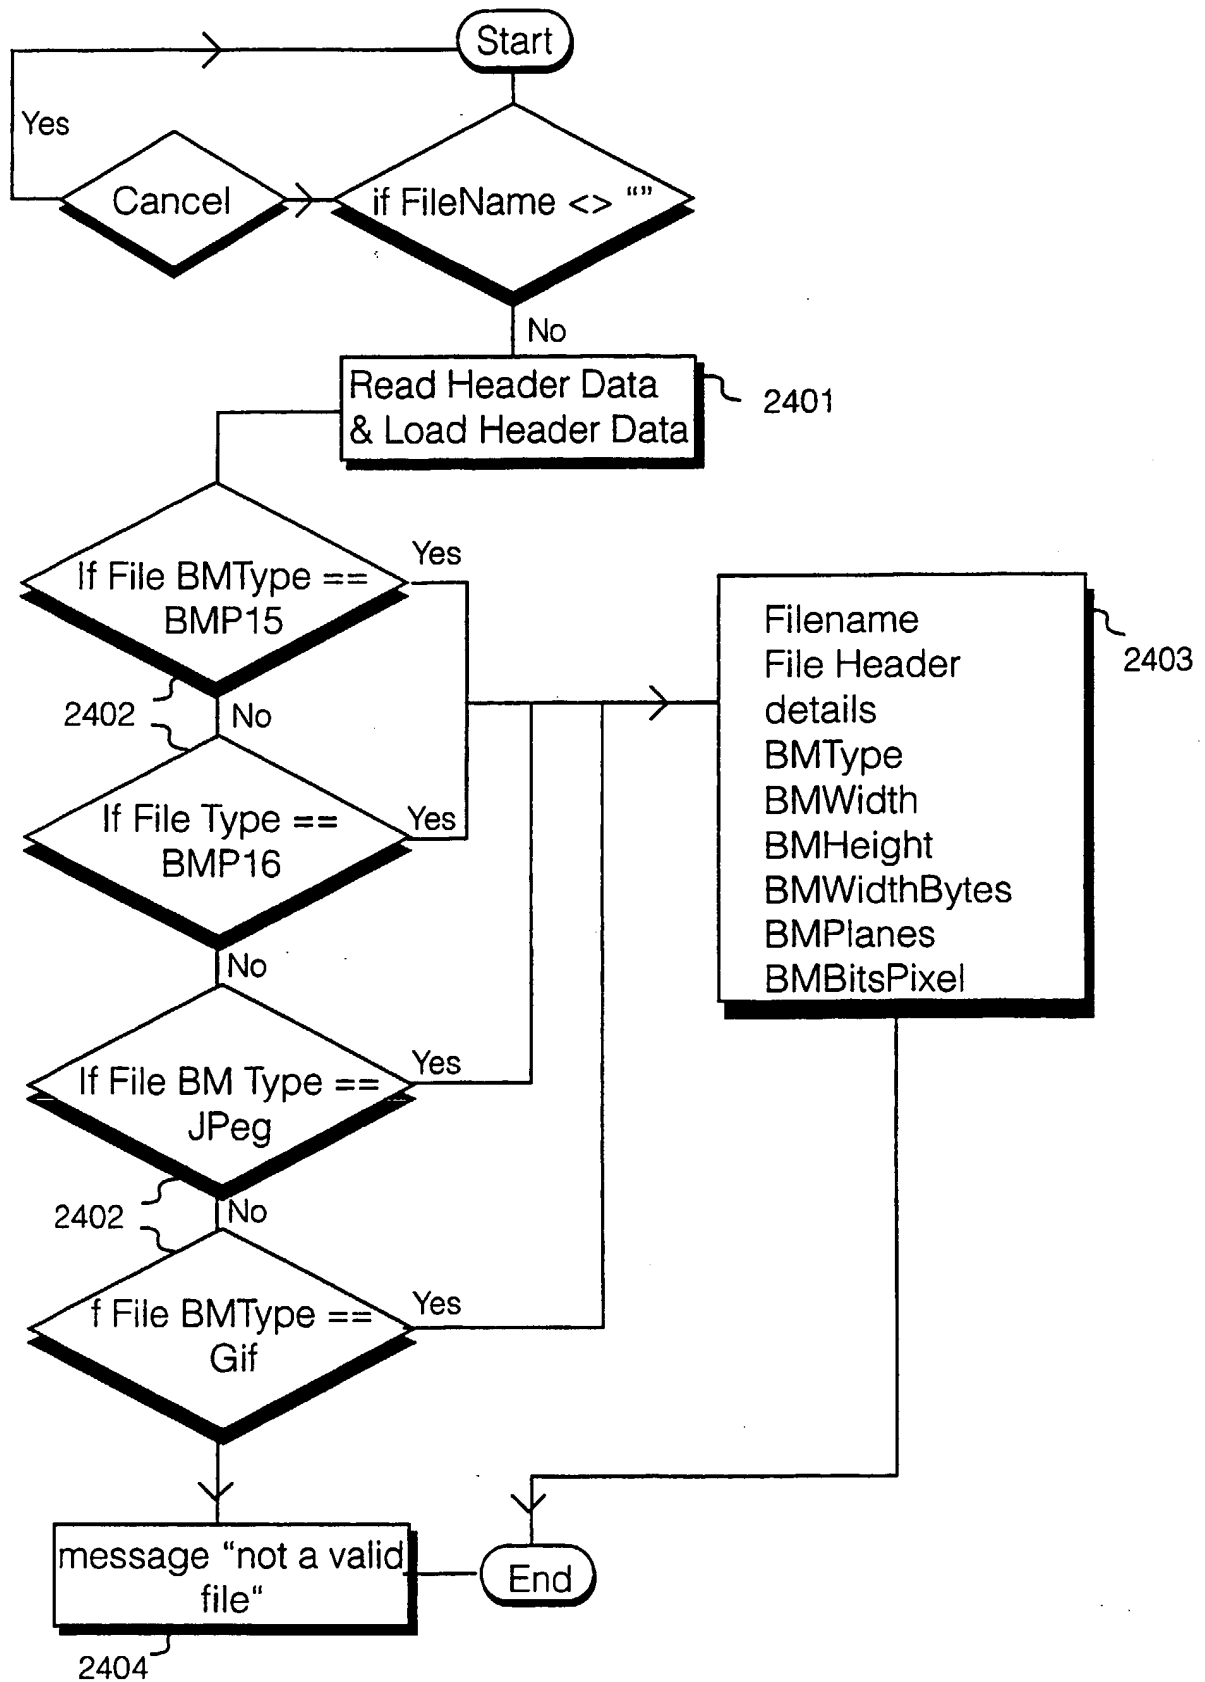 Start
Yes
Cancel
if FileName <> “”
No
Read Header Data
& Load Header Data
2401
If File BMType ==
BMP15
Yes
2402
No
If File Type ==
BMP16
Yes
No
If File BM Type ==
JPeg
Yes
2402
No
f File BMType ==
Gif
Yes
Filename
File Header
details
BMType
BMWidth
BMHeight
BMWidthBytes
BMPlanes
BMBitsPixel
2403
message “not a valid
file“
2404
End